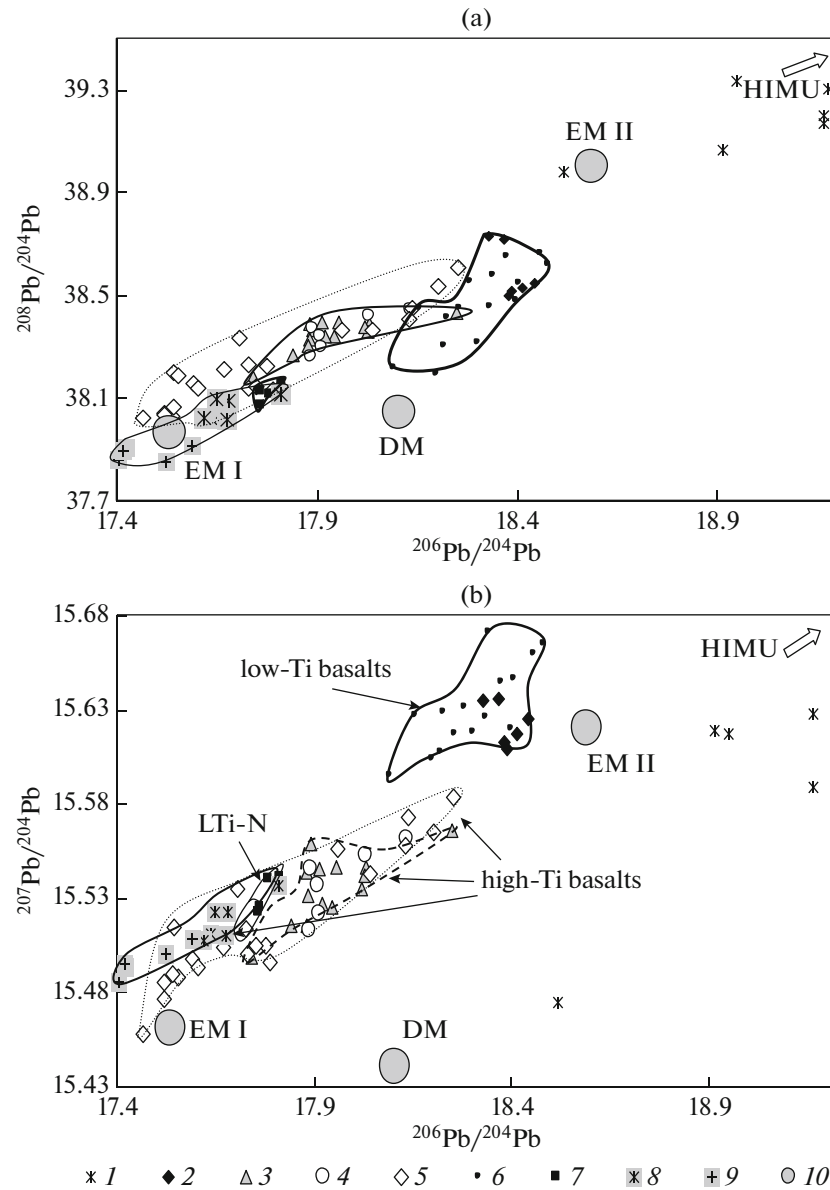 (a)
39.3
38.9
38.5
38.1
37.7
²⁰⁸Pb/²⁰⁴Pb
HIMU
EM II
DM
EM I
17.4 17.9 18.4 18.9
²⁰⁶Pb/²⁰⁴Pb
(b)
15.68
15.63
15.58
15.53
15.48
15.43
²⁰⁷Pb/²⁰⁴Pb
HIMU
low-Ti basalts
EM II
LTi-N
high-Ti basalts
EM I
DM
17.4 17.9 18.4 18.9
²⁰⁶Pb/²⁰⁴Pb
1 2 3 4 5 6 7 8 9 10